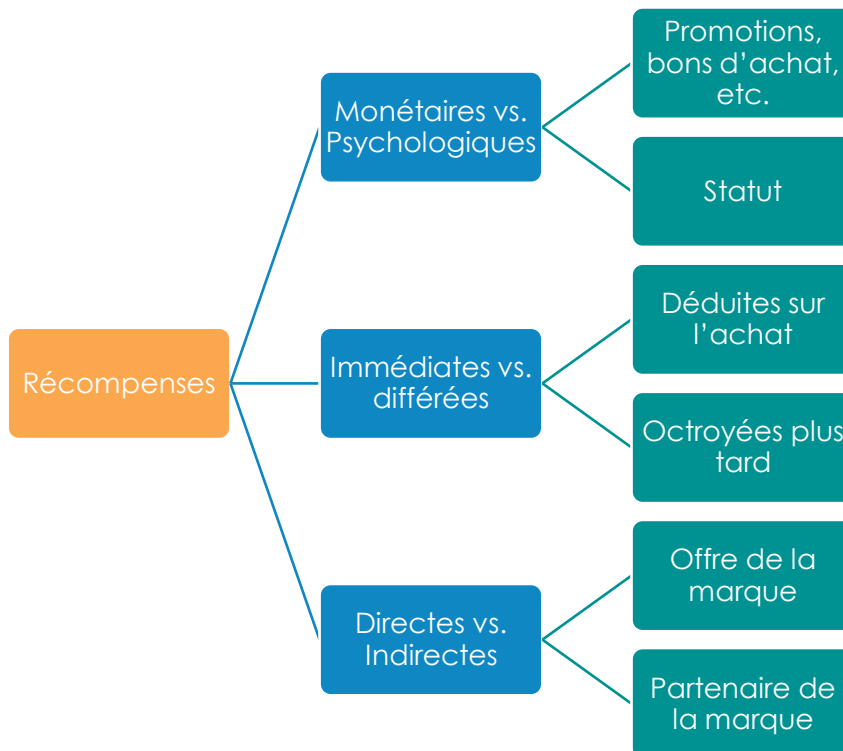 Récompenses
Monétaires vs.
Psychologiques
Promotions,
bons d’achat,
etc.
Statut
Immédiates vs.
différées
Déduites sur
l’achat
Octroyées plus
tard
Directes vs.
Indirectes
Offre de la
marque
Partenaire de
la marque